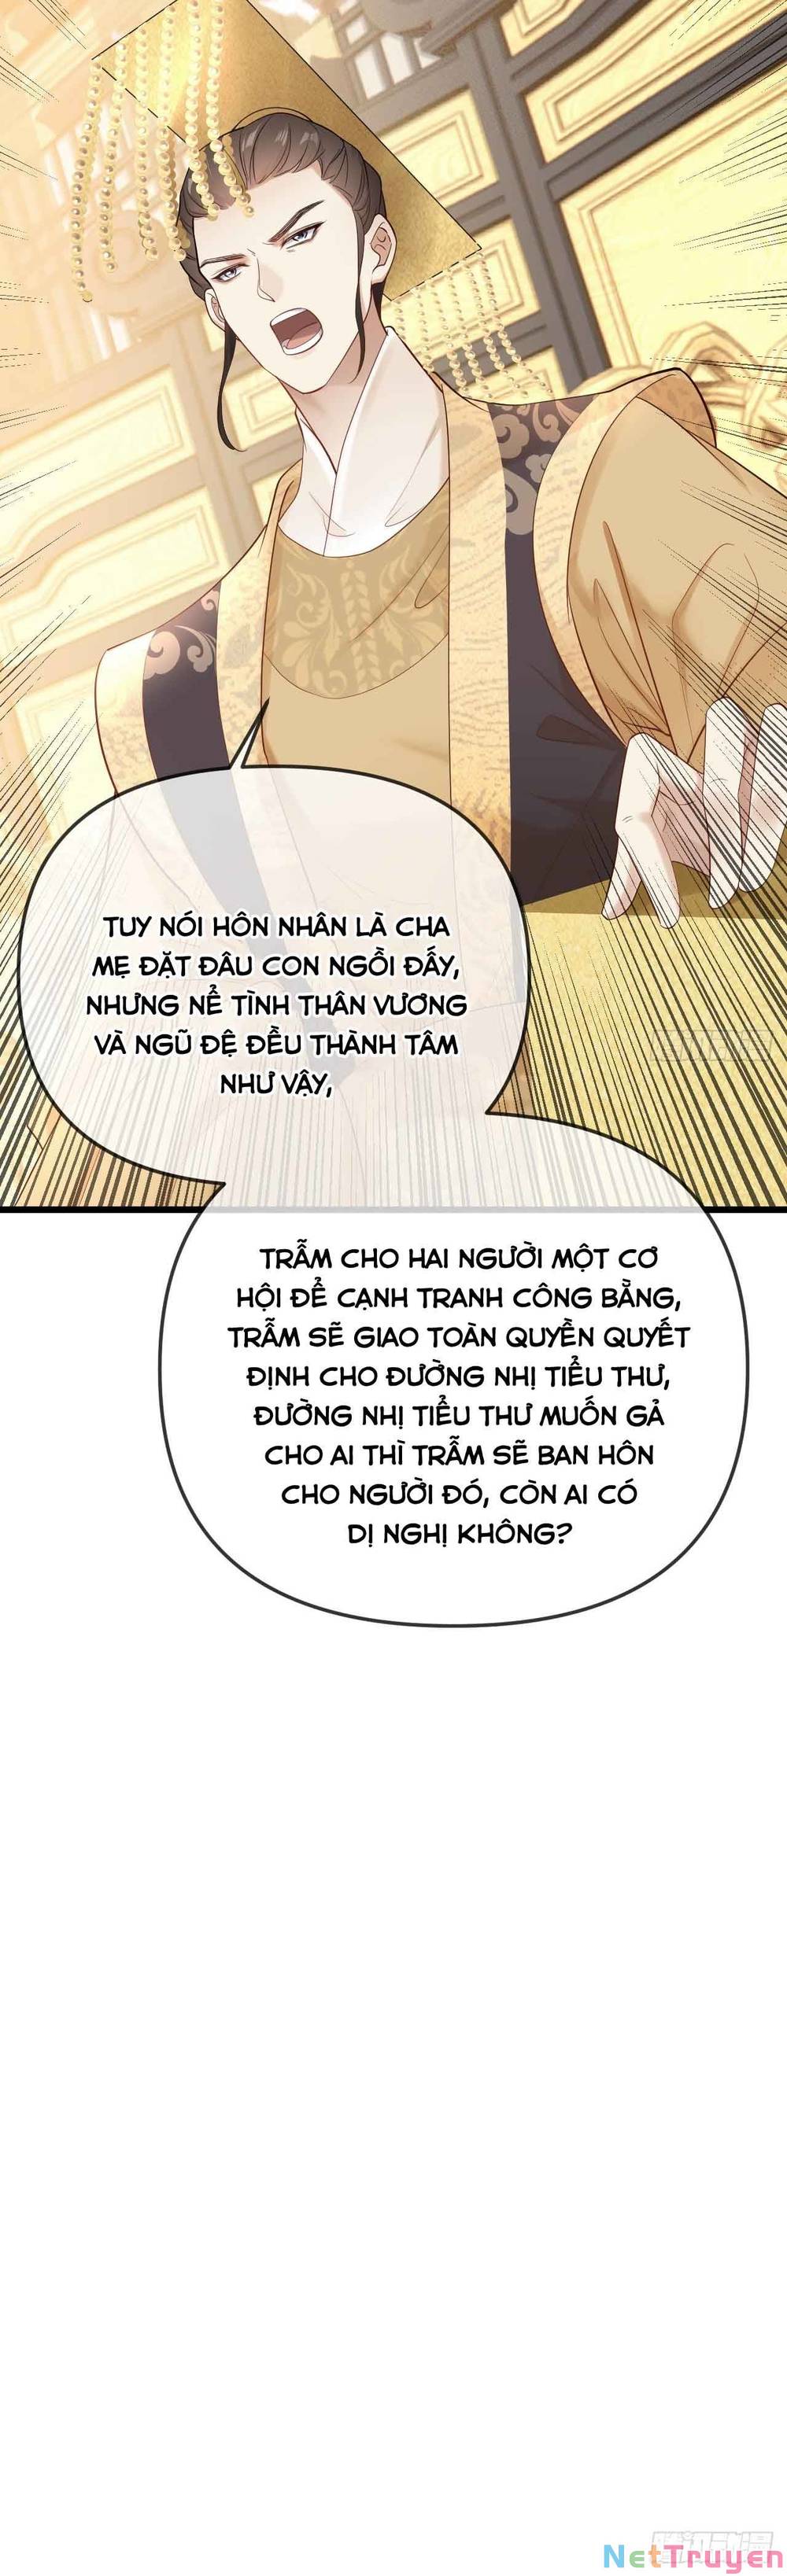 TUY NÓI HÔN NHÂN LÀ CHA
MẸ ĐẶT ĐÂU CON NGỒI ĐẤY,
NHƯNG NỂ TÌNH THÂN VƯƠNG
VÀ NGŨ ĐỆ ĐỀU THÀNH TÂM
NHƯ VẬY,
TRẪM CHO HAI NGƯỜI MỘT CƠ
HỘI ĐỂ CẠNH TRANH CÔNG BẰNG,
TRẪM SẼ GIAO TOÀN QUYỀN QUYẾT
ĐỊNH CHO ĐƯỜNG NHỊ TIỂU THƯ,
ĐƯỜNG NHỊ TIỂU THƯ MUỐN GẢ
CHO AI THÌ TRẪM SẼ BAN HÔN
CHO NGƯỜI ĐÓ, CÒN AI CÓ
DỊ NGHỊ KHÔNG?
NetTruyen